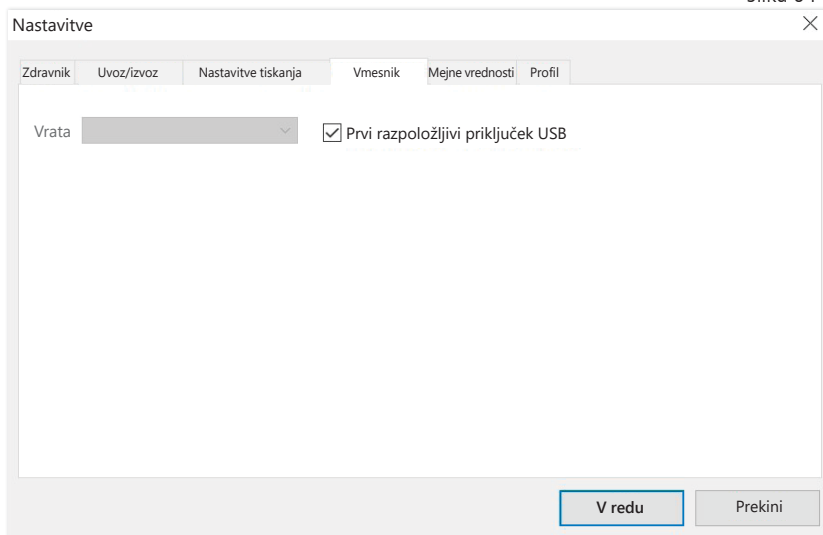 Nastavitve
Zdravnik Uvoz/izvoz Nastavitve tiskanja Vmesnik Mejne vrednosti Profil
Vrata Prvi razpoložljivi priključek USB
V redu Prekini